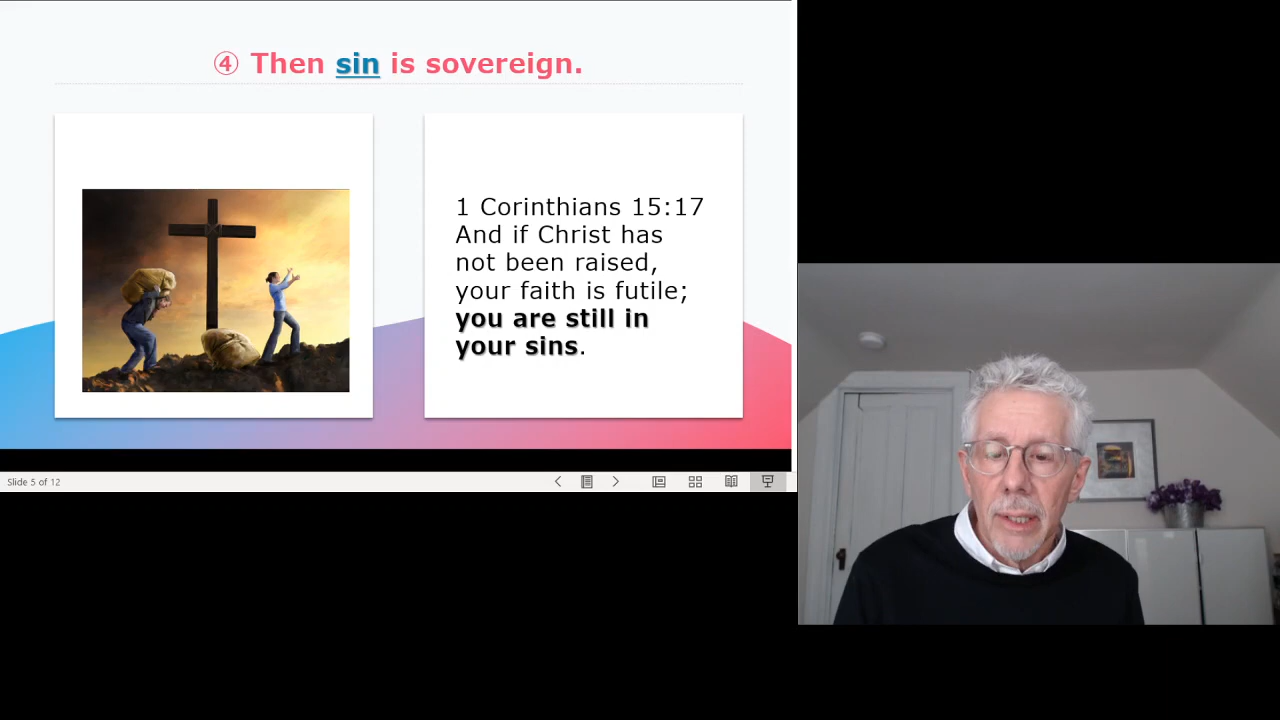 ④ Then sin is sovereign.
1 Corinthians 15:17
And if Christ has
not been raised,
your faith is futile;
you are still in
your sins.
Slide 5 of 12